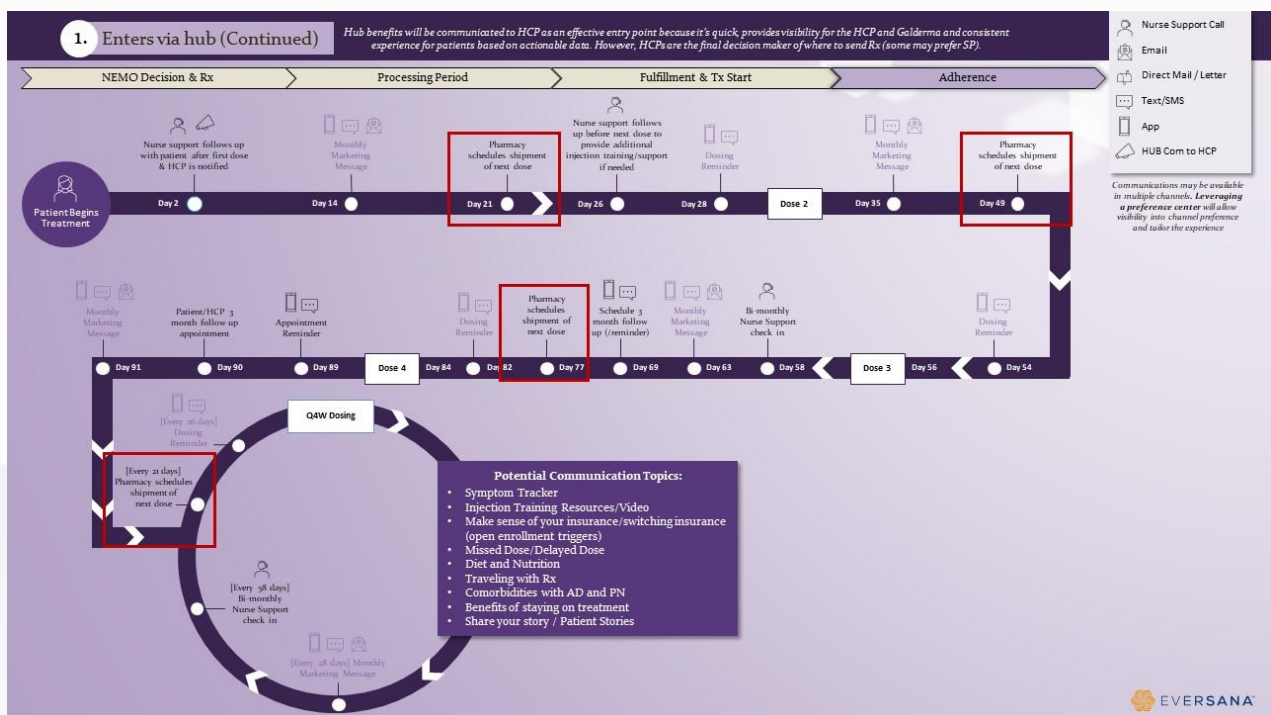 1.
Enters via hub (Continued)
Hub benefits will be communicated to HCP as an effective entry point because it's quick, provides visibility for the HCP and Galderma and consistent
experience for patients based on actionable data. However, HCPs are the final decision maker of where to send Rx (some may prefer SP).
NEMO Decision & Rx
Processing Period
Fulfillment & Tx Start
Adherence
Nurse Support Call
Email
Direct Mail / Letter
Text/SMS
App
HUB Com to HCP
Communications may be available
in multiple channels. Leveraging
a preference center will allow
visibility into channel preference
and tailor the experience
Patient Begins
Treatment
Nurse support follows up
with patient after first dose
& HCP is notified
Day 2
Monthly
Marketing
Message
Day 14
Pharmacy
schedules shipment
of next dose
Day 21
Nurse support follows
up before next dose to
provide additional
injection training/support
if needed
Day 26
Dosing
Reminder
Day 28
Dose 2
Monthly
Marketing
Message
Day 35
Pharmacy
schedules shipment
of next dose
Day 49
Dosing
Reminder
Day 54
Day 56
Dose 3
Bi-monthly
Nurse Support
check in
Day 58
Monthly
Marketing
Message
Day 63
Schedule 3
month follow
up (/reminder)
Day 69
Pharmacy
schedules
shipment of
next dose
Day 77
Dosing
Reminder
Day 82
Day 84
Dose 4
Appointment
Reminder
Day 89
Patient/HCP 3
month follow up
appointment
Day 90
Monthly
Marketing
Message
Day 91
Q4W Dosing
[Every 26 days]
Dosing
Reminder
[Every 21 days]
Pharmacy schedules
shipment of
next dose
[Every 58 days]
Bi-monthly
Nurse Support
check in
[Every 28 days] Monthly
Marketing Message
Potential Communication Topics:
• Symptom Tracker
• Injection Training Resources/Video
• Make sense of your insurance/switching insurance
(open enrollment triggers)
• Missed Dose/Delayed Dose
• Diet and Nutrition
• Traveling with Rx
• Comorbidities with AD and PN
• Benefits of staying on treatment
• Share your story / Patient Stories
EVERSANA